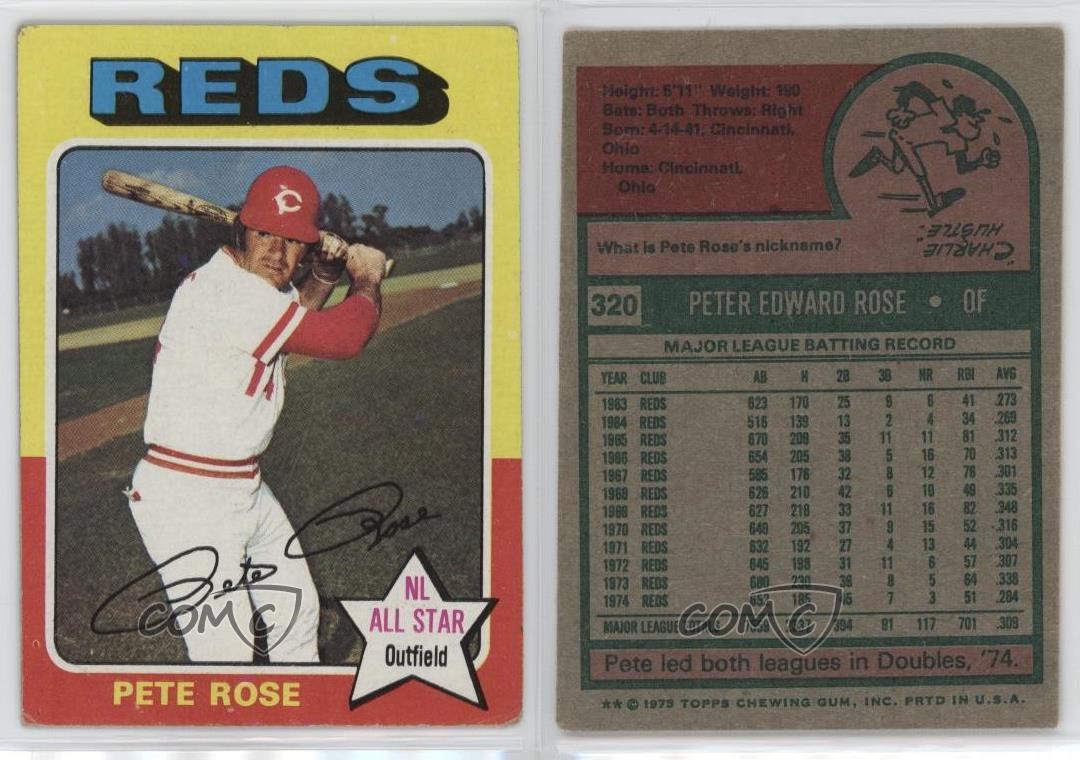 REDS
Pete Rose
NL
ALL STAR
Outfield
PETE ROSE
COMC
Height: 5'11" Weight: 190
Bats: Both Throws: Right
Born: 4-14-41, Cincinnati,
Ohio
Home: Cincinnati,
Ohio
What is Pete Rose's nickname?
"CHARLIE
HUSTLE."
320 PETER EDWARD ROSE • OF
MAJOR LEAGUE BATTING RECORD
YEAR CLUB AB H 2B 3B HR RBI AVG
1963 REDS 623 170 25 9 6 41 .273
1964 REDS 516 139 13 2 4 34 .269
1965 REDS 670 209 35 11 11 81 .312
1966 REDS 654 205 38 5 16 70 .313
1967 REDS 585 176 32 8 12 76 .301
1968 REDS 626 210 42 6 10 49 .335
1969 REDS 627 218 33 11 16 82 .348
1970 REDS 649 205 37 9 15 52 .316
1971 REDS 632 192 27 4 13 44 .304
1972 REDS 645 198 31 11 6 57 .307
1973 REDS 680 230 36 8 5 64 .338
1974 REDS 652 185 45 7 3 51 .284
MAJOR LEAGUE 394 91 117 701 .309
COMC
Pete led both leagues in Doubles, '74.
★★ © 1975 TOPPS CHEWING GUM, INC. PRTD IN U.S.A.